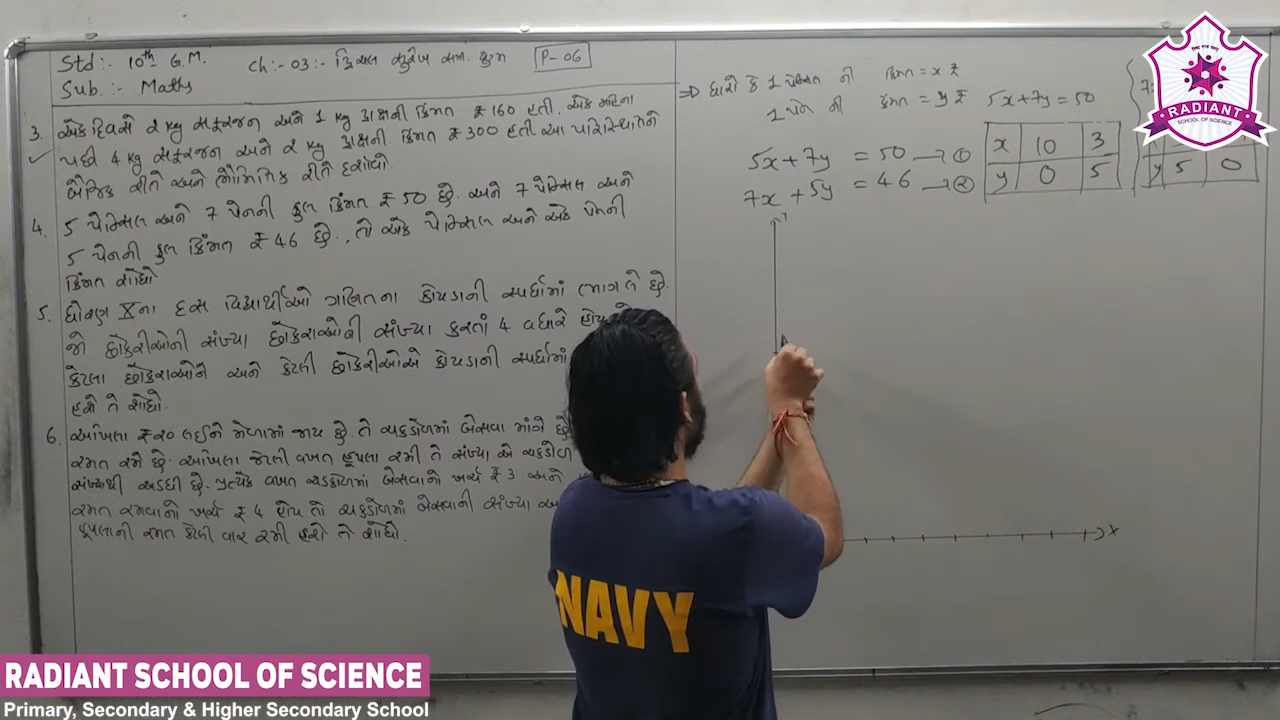 Std :- 10th G.M.
Ch :- 03 :- દ્વિચલ સુરેખ સમી. યુગ્મ
P-06
Sub. :- Maths
3. એક દિવસે 2 kg સફરજન અને 1 kg દ્રાક્ષની કિંમત ₹ 160 હતી. એક મહિના
પછી 4 kg સફરજન અને 2 kg દ્રાક્ષની કિંમત ₹ 300 હતી આ પરિસ્થિતિને
બૈજિક રીતે અને ભૌમિતિક રીતે દર્શાવો.
4. 5 પેન્સિલ અને 7 પેનની કુલ કિંમત ₹ 50 છે. અને 7 પેન્સિલ અને
5 પેનની કુલ કિંમત ₹ 46 છે., તો એક પેન્સિલ અને એક પેનની
કિંમત શોધો
5. ધોરણ X ના દસ વિદ્યાર્થીઓ ગણિતના કોયડાની સ્પર્ધામાં ભાગ લે છે.
જો છોકરીઓની સંખ્યા છોકરાઓની સંખ્યા કરતાં 4 વધારે હોય
કેટલા છોકરાઓને અને કેટલી છોકરીઓએ કોયડાની સ્પર્ધામાં
હશે તે શોધો.
6. અખિલા ₹ 20 લઈને મેળામાં જાય છે. તે ચકડોળમાં બેસવા માંગે છે
રમત રમે છે. અખિલા જેટલી વખત હૂપલા રમી તે સંખ્યા એ ચકડોળ
સંખ્યાથી અડધી છે. પ્રત્યેક વખત ચકડોળમાં બેસવાનો ખર્ચ ₹ 3 અને
રમત રમવાનો ખર્ચ ₹ 4 હોય તો ચકડોળમાં બેસવાની સંખ્યા અ
હૂપલાની રમત કેટલી વાર રમી હશે તે શોધો.
⇒ ધારો કે 1 પેન્સિલ ની કિંમત = x ₹
1 પેન ની કિંમત = y ₹
5x + 7y = 50 → ①
7x + 5y = 46 → ②
5x + 7y = 50
x 10 3
y 0 5
y 5 0
Y
X
RADIANT
SCHOOL OF SCIENCE
NAVY
RADIANT SCHOOL OF SCIENCE
Primary, Secondary & Higher Secondary School